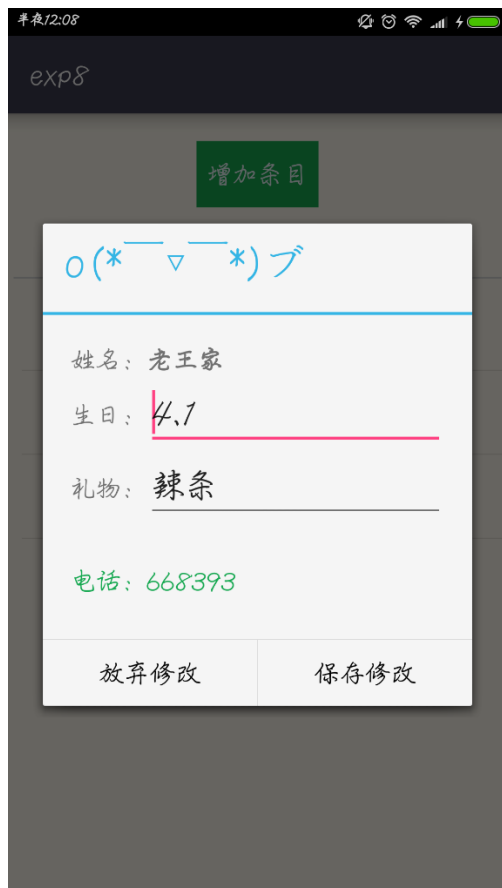 半夜12:08
exp8
增加条目
o(*￣▽￣*)ブ
姓名：老王家
生日：4.1
礼物：辣条
电话：668393
放弃修改 保存修改